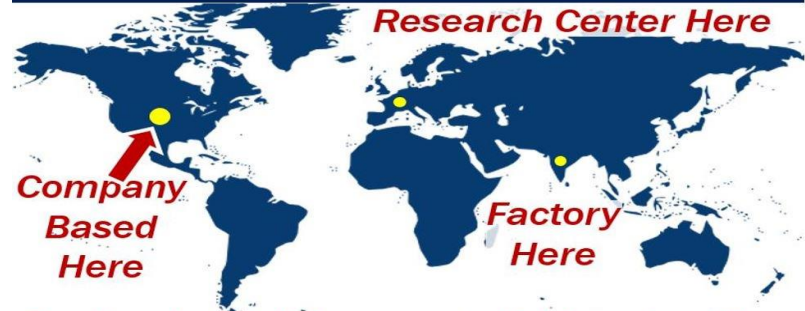 Research Center Here
Company
Based
Here
Factory
Here